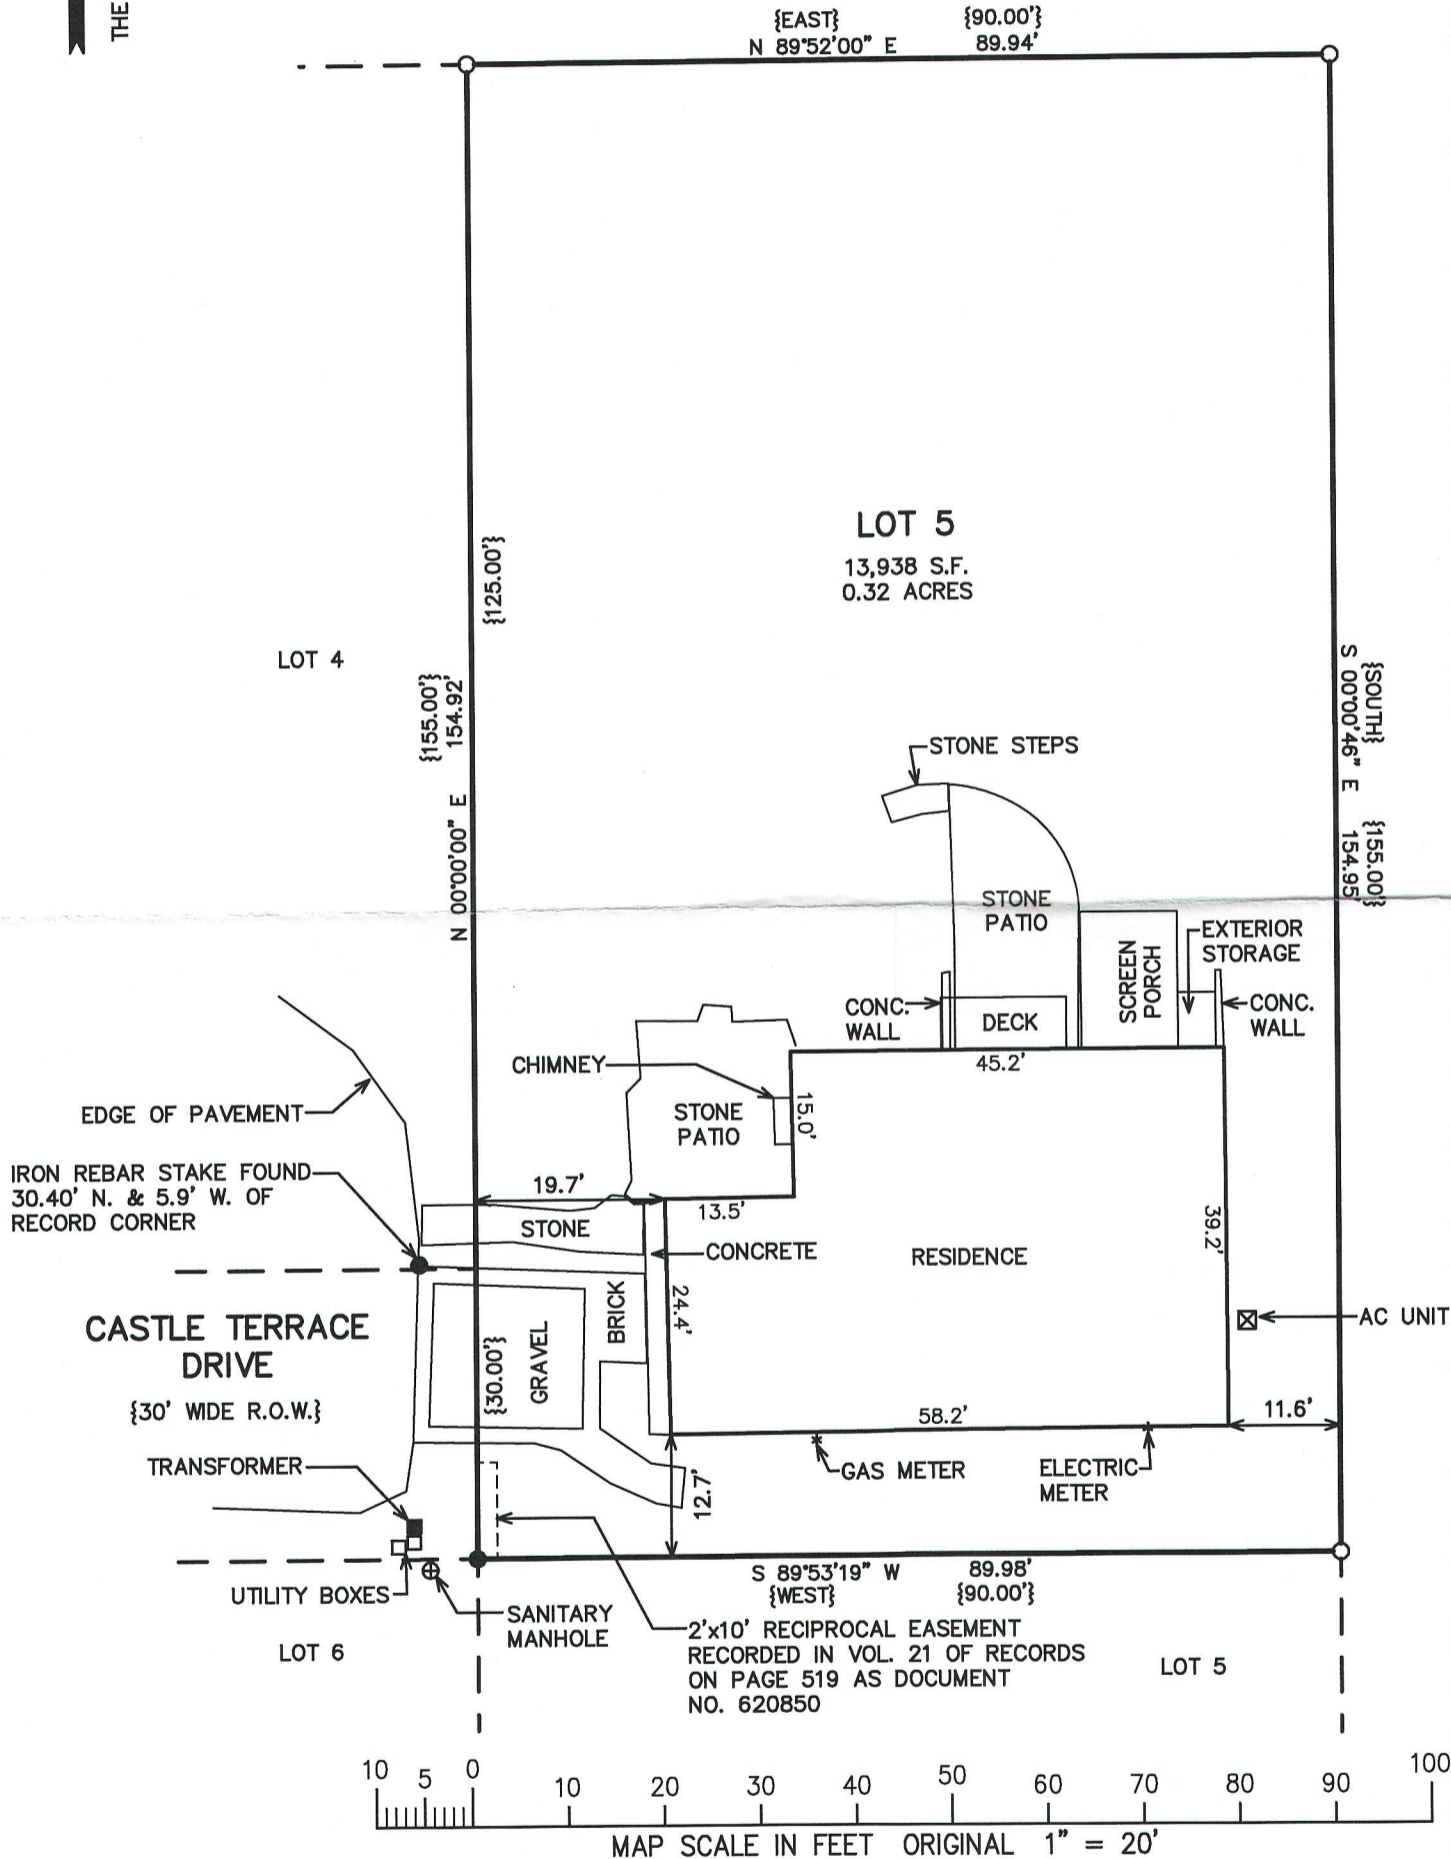 THE
{EAST} {90.00'}
N 89°52'00" E 89.94'
LOT 5
13,938 S.F.
0.32 ACRES
{125.00'}
LOT 4
{155.00'}
N 00°00'00" E 154.92'
{SOUTH} {155.00'}
S 00°00'46" E 154.95'
STONE STEPS
STONE
PATIO
SCREEN
PORCH
EXTERIOR
STORAGE
CONC.
WALL
DECK
CONC.
WALL
45.2'
CHIMNEY
15.0'
STONE
PATIO
EDGE OF PAVEMENT
IRON REBAR STAKE FOUND
30.40' N. & 5.9' W. OF
RECORD CORNER
19.7'
13.5'
STONE
CONCRETE
RESIDENCE
39.2'
24.4'
BRICK
GRAVEL
{30.00'}
CASTLE TERRACE
DRIVE
{30' WIDE R.O.W.}
AC UNIT
58.2'
11.6'
TRANSFORMER
GAS METER
ELECTRIC
METER
12.7'
S 89°53'19" W 89.98'
{WEST} {90.00'}
UTILITY BOXES
SANITARY
MANHOLE
2'x10' RECIPROCAL EASEMENT
RECORDED IN VOL. 21 OF RECORDS
ON PAGE 519 AS DOCUMENT
NO. 620850
LOT 6
LOT 5
10 5 0 10 20 30 40 50 60 70 80 90 100
MAP SCALE IN FEET ORIGINAL 1" = 20'